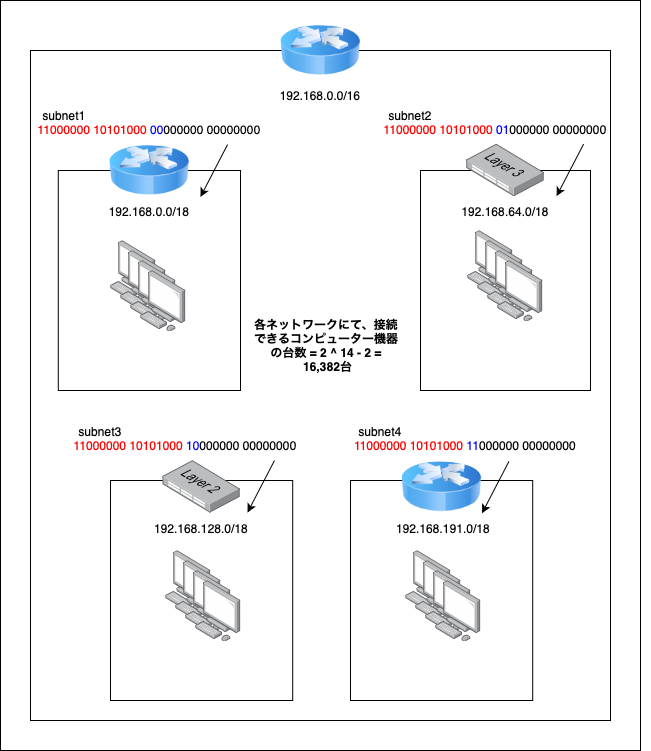 192.168.0.0/16
subnet1
11000000 10101000 00000000 00000000
192.168.0.0/18
subnet2
11000000 10101000 01000000 00000000
Layer 3
192.168.64.0/18
各ネットワークにて、接続
できるコンピューター機器
の台数 = 2 ^ 14 - 2 =
16,382台
subnet3
11000000 10101000 10000000 00000000
Layer 2
192.168.128.0/18
subnet4
11000000 10101000 11000000 00000000
192.168.191.0/18